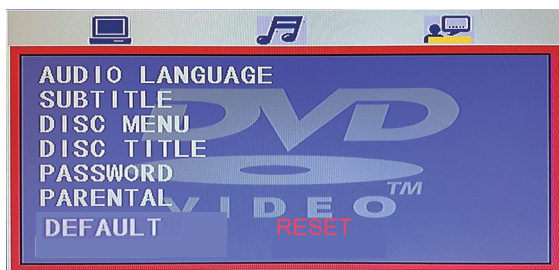 AUDIO LANGUAGE
SUBTITLE
DISC MENU
DISC TITLE
PASSWORD
PARENTAL
DEFAULT RESET
DVD
VIDEO
TM